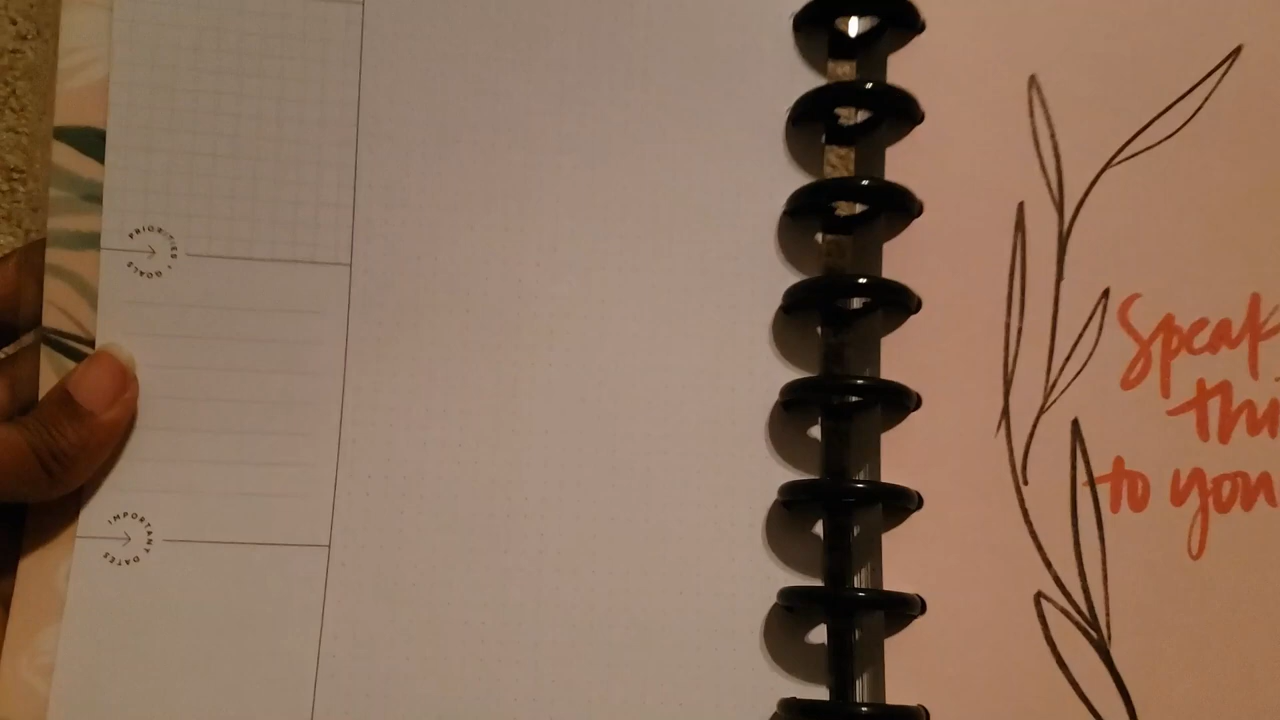 PRIORITIES + GOALS
IMPORTANT DATES
Speak
thi
to you